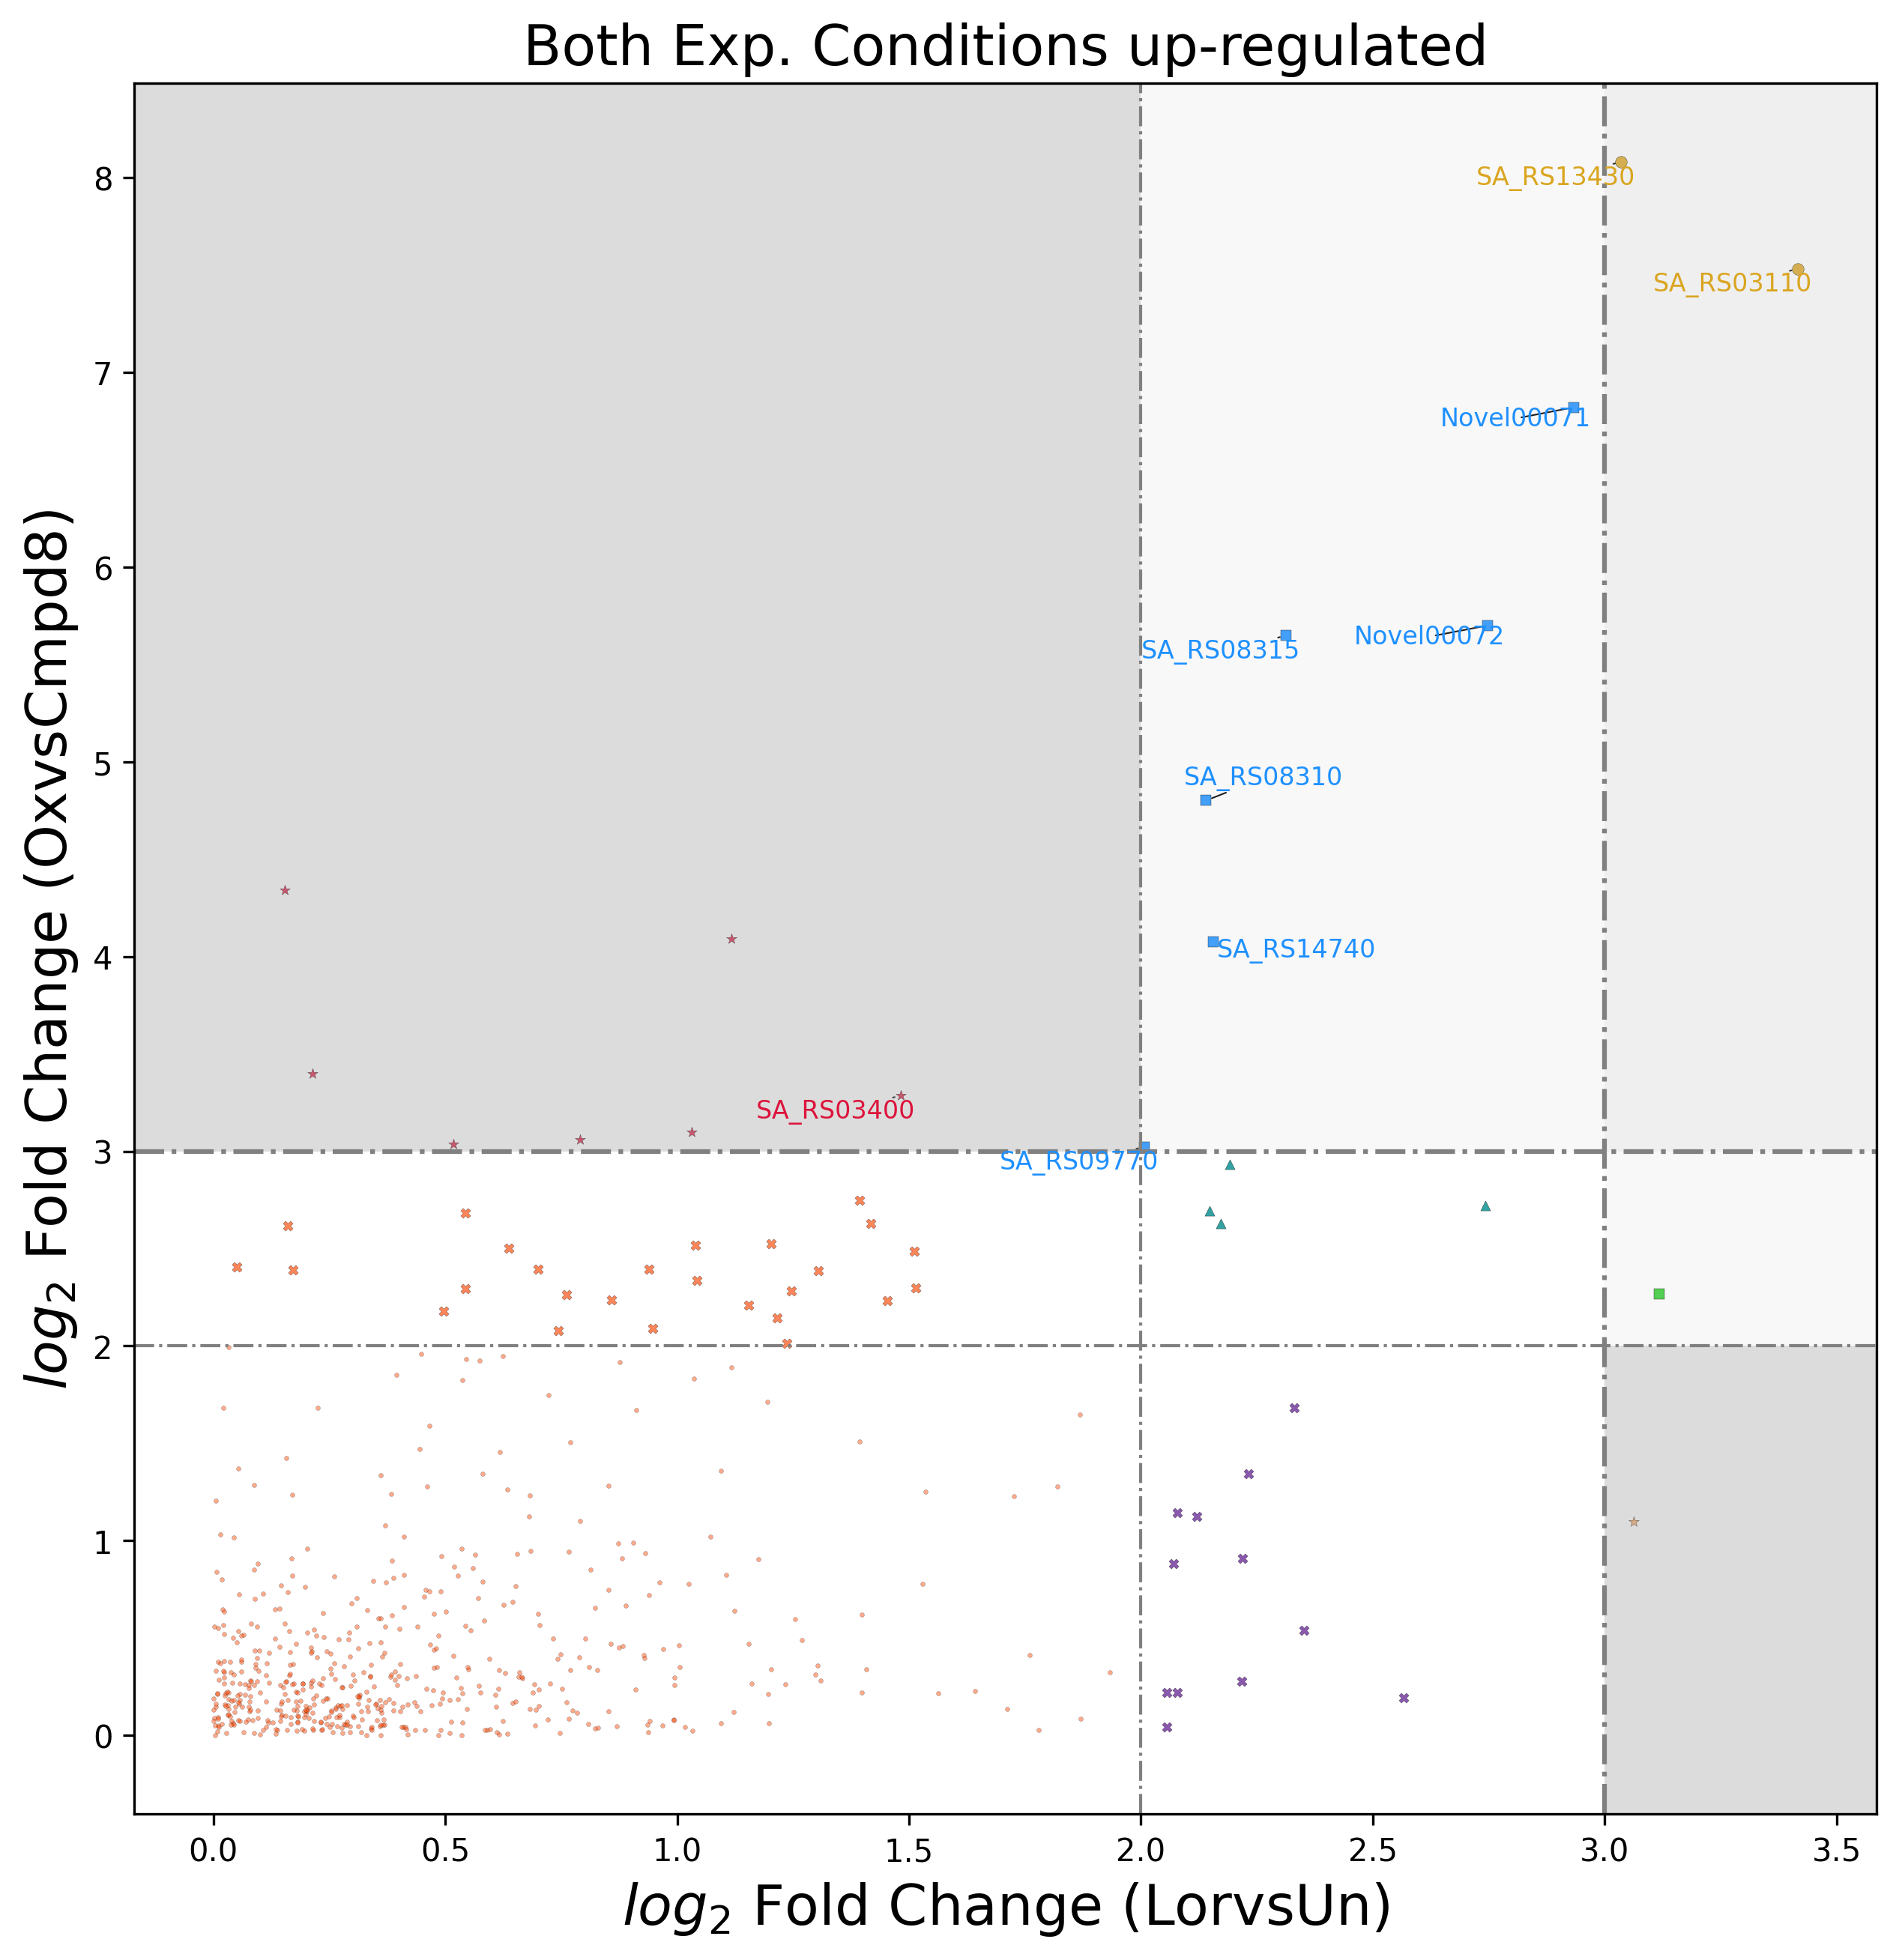 Both Exp. Conditions up-regulated
log2 Fold Change (OxvsCmpd8)
8
7
6
5
4
3
2
1
0
SA_RS13430
SA_RS03110
Novel00071
Novel00072
SA_RS08315
SA_RS08310
SA_RS14740
SA_RS03400
SA_RS09770
0.0 0.5 1.0 1.5 2.0 2.5 3.0 3.5
log2 Fold Change (LorvsUn)